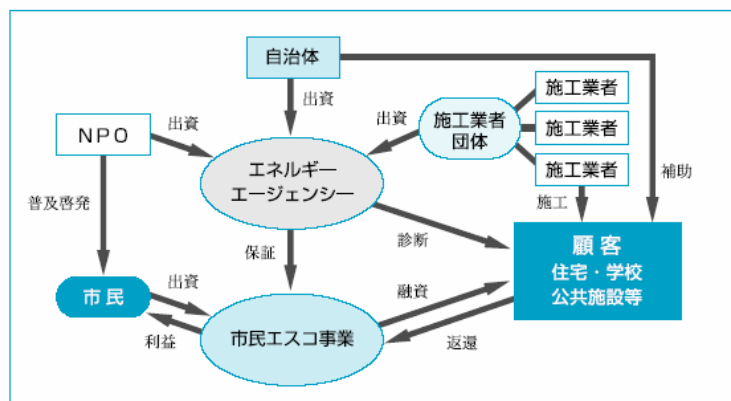 自治体
出資
出資
施工業者
団体
施工業者
施工業者
施工業者
NPO
出資
エネルギー
エージェンシー
補助
施工
普及啓発
保証
診断
顧客
住宅・学校
公共施設等
市民
出資
利益
市民エスコ事業
融資
返還